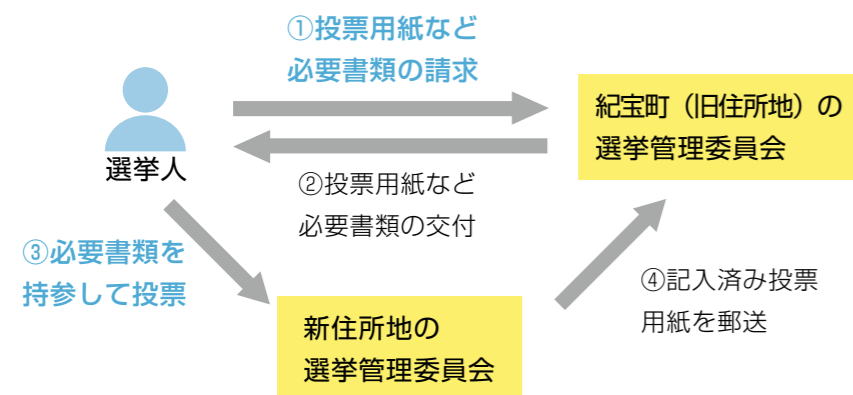 ①投票用紙など
必要書類の請求
選挙人
紀宝町（旧住所地）の
選挙管理委員会
②投票用紙など
必要書類の交付
③必要書類を
持参して投票
新住所地の
選挙管理委員会
④記入済み投票
用紙を郵送